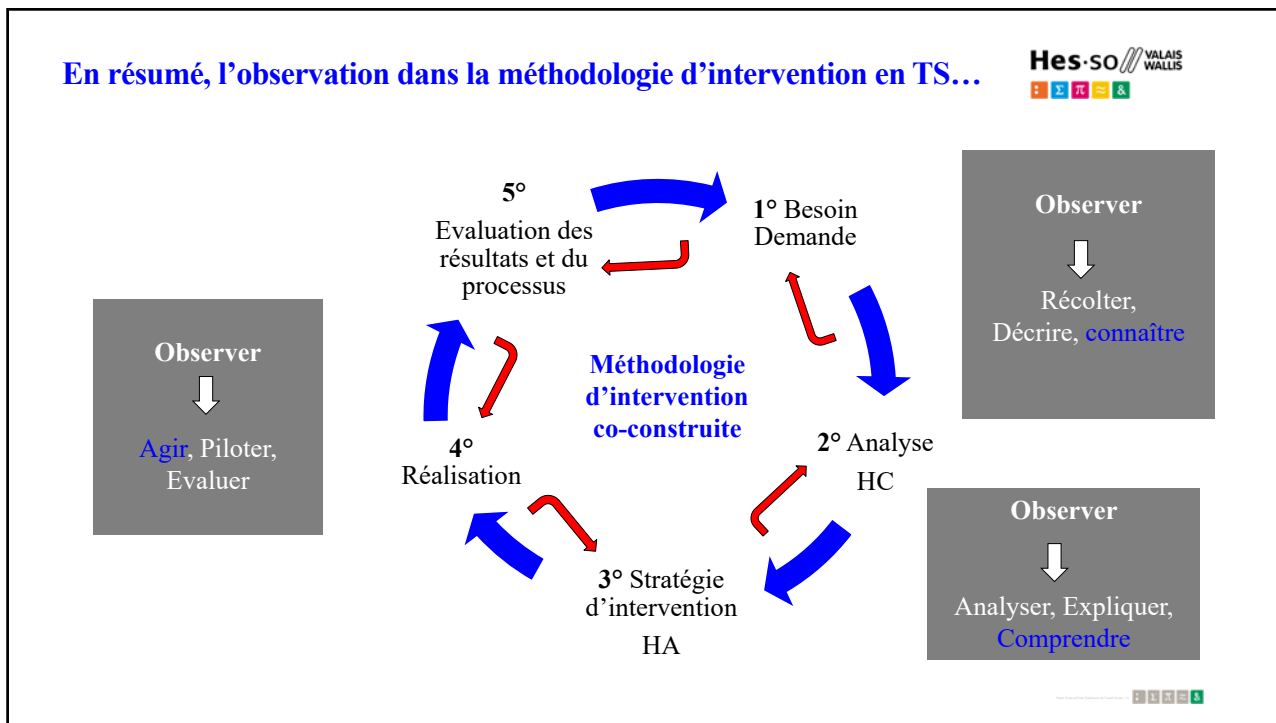 En résumé, l’observation dans la méthodologie d’intervention en TS…
Hes·so VALAIS
WALLIS
: Σ π ≈ &
5°
Evaluation des
résultats et du
processus
1° Besoin
Demande
Observer
Récolter,
Décrire, connaître
Observer
Agir, Piloter,
Evaluer
Méthodologie
d’intervention
co-construite
4°
Réalisation
2° Analyse
HC
3° Stratégie
d’intervention
HA
Observer
Analyser, Expliquer,
Comprendre
: Σ π ≈ &